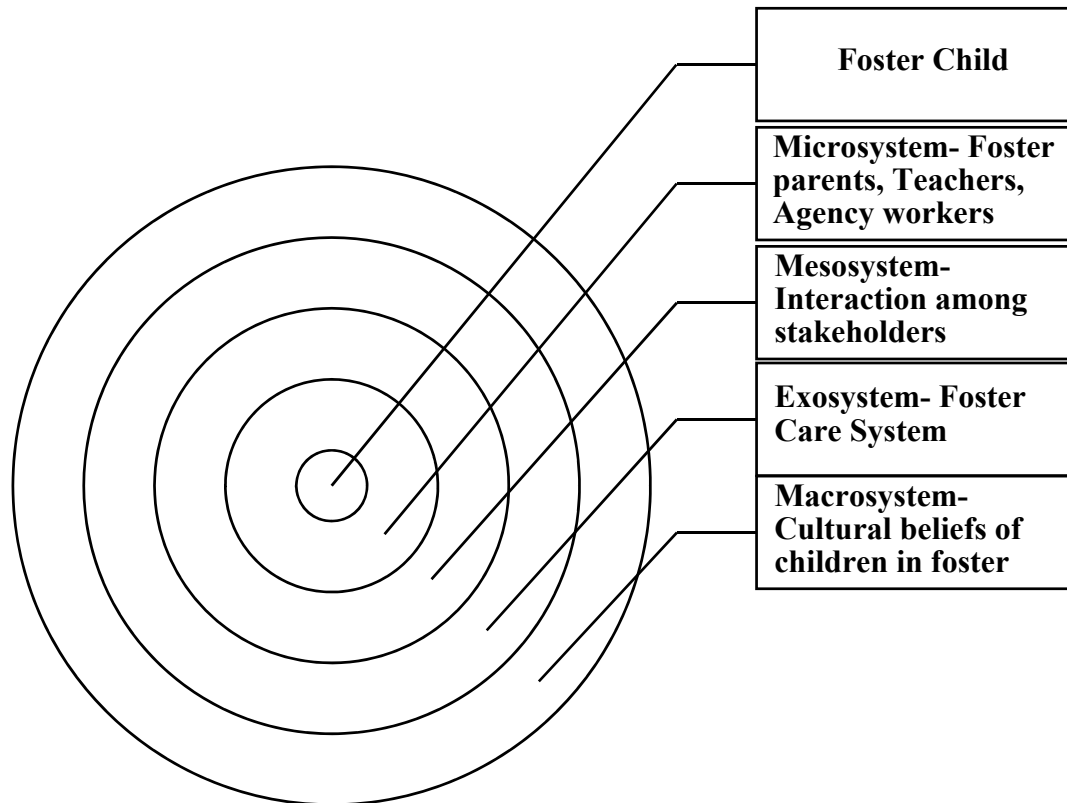 Foster Child
Microsystem- Foster
parents, Teachers,
Agency workers
Mesosystem-
Interaction among
stakeholders
Exosystem- Foster
Care System
Macrosystem-
Cultural beliefs of
children in foster